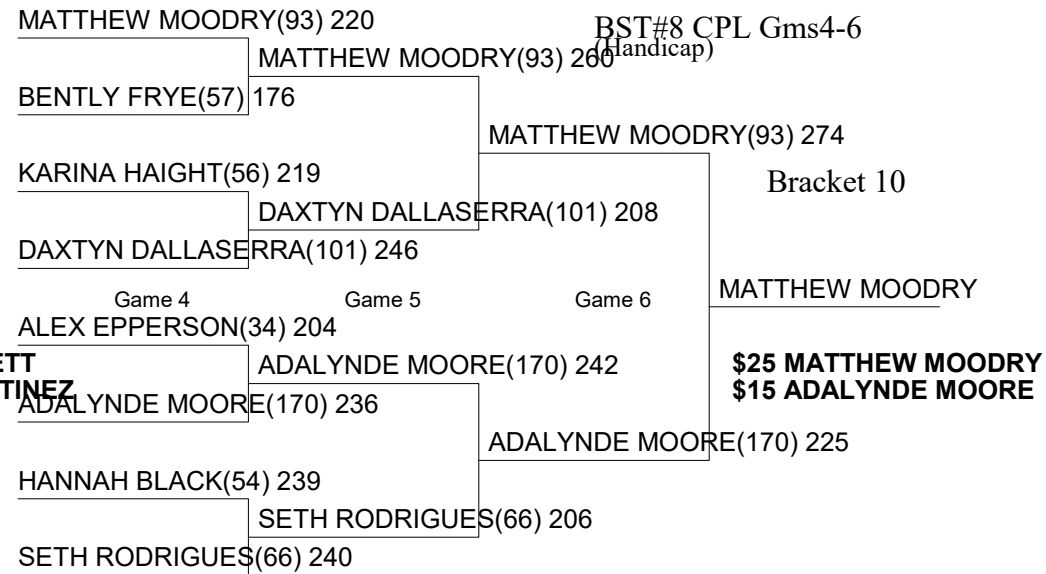 MATTHEW MOODRY(93) 220
BST#8 CPL Gms4-6
(Handicap)
MATTHEW MOODRY(93) 260
BENTLY FRYE(57) 176
MATTHEW MOODRY(93) 274
KARINA HAIGHT(56) 219
Bracket 10
DAXTYN DALLASERRA(101) 208
DAXTYN DALLASERRA(101) 246
Game 4 Game 5 Game 6
MATTHEW MOODRY
ALEX EPPERSON(34) 204
ETT
ADALYNDE MOORE(170) 242
$25 MATTHEW MOODRY
TINEZ
$15 ADALYNDE MOORE
ADALYNDE MOORE(170) 236
ADALYNDE MOORE(170) 225
HANNAH BLACK(54) 239
SETH RODRIGUES(66) 206
SETH RODRIGUES(66) 240